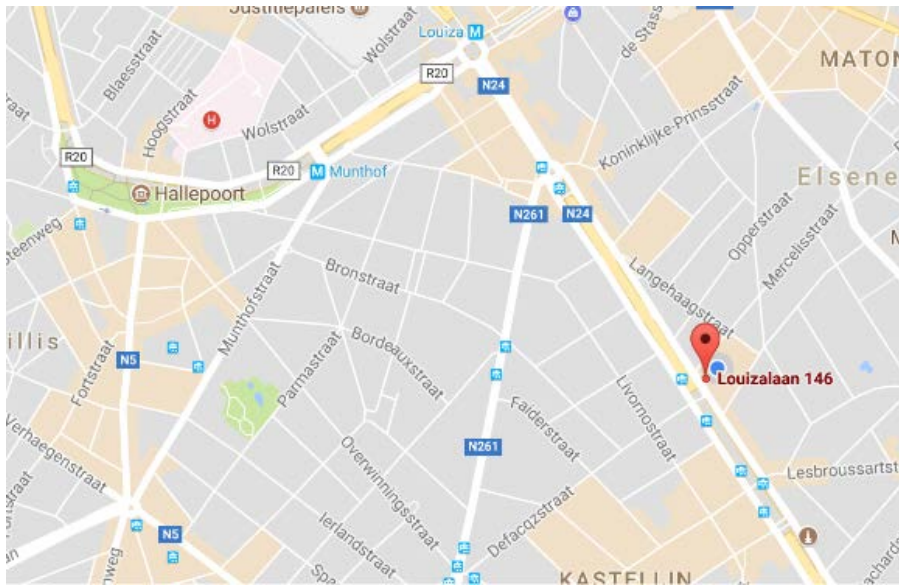 Justitiepaleis
Louiza M
Wolstraat
de Stass
MATON
Blaesstraat
R20
N24
Hoogstraat
H
Wolstraat
Koninklijke-Prinsstraat
R20
R20
M Munthof
Elsene
Hallepoort
N261
N24
Opperstraat
Mercelisstraat
M
steenweg
Bronstraat
Langehaagstraat
Munthofstraat
illis
N5
Bordeauxstraat
Fortstraat
Parmastraat
Louizalaan 146
Livornostraat
Faiderstraat
Verhaegenstraat
Overwinningsstraat
N261
Lesbroussartst
N5
Ierlandstraat
Defacqzstraat
KASTELIJN